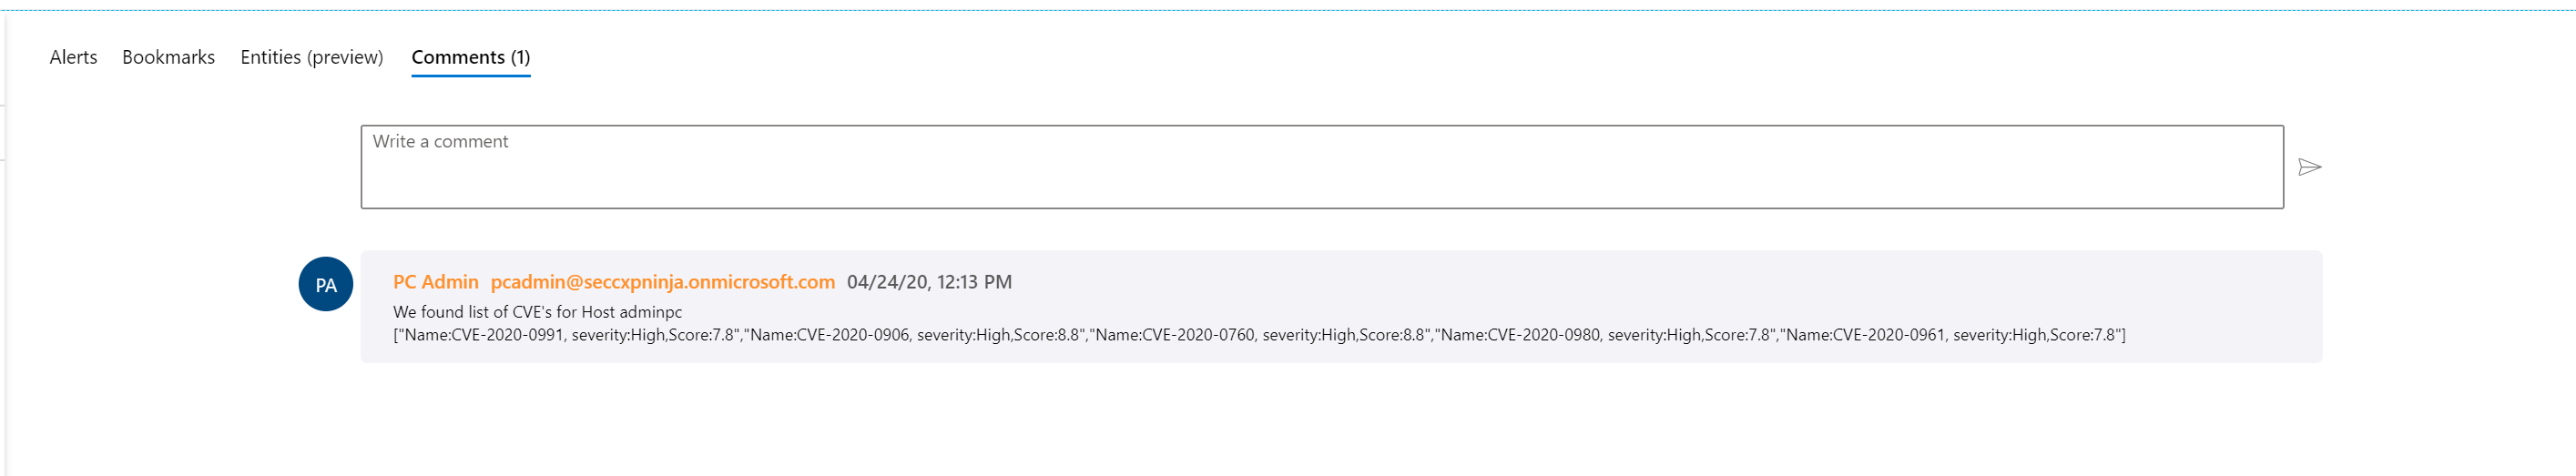 Alerts Bookmarks Entities (preview) Comments (1)
Write a comment
PA
PC Admin pcadmin@seccxpninja.onmicrosoft.com 04/24/20, 12:13 PM
We found list of CVE's for Host adminpc
["Name:CVE-2020-0991, severity:High,Score:7.8","Name:CVE-2020-0906, severity:High,Score:8.8","Name:CVE-2020-0760, severity:High,Score:8.8","Name:CVE-2020-0980, severity:High,Score:7.8","Name:CVE-2020-0961, severity:High,Score:7.8"]